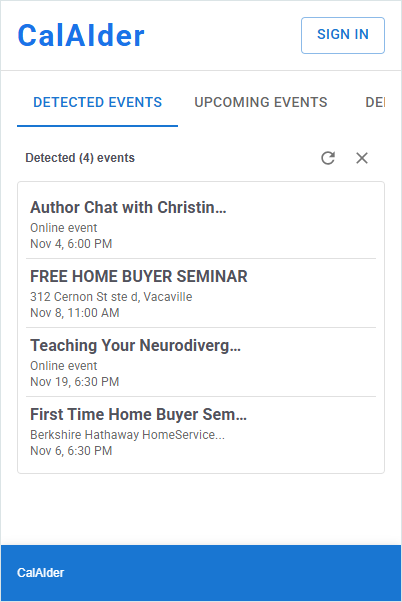 CalAIder
SIGN IN
DETECTED EVENTS UPCOMING EVENTS DE
Detected (4) events
Author Chat with Christin...
Online event
Nov 4, 6:00 PM
FREE HOME BUYER SEMINAR
312 Cernon St ste d, Vacaville
Nov 8, 11:00 AM
Teaching Your Neurodiverg...
Online event
Nov 19, 6:30 PM
First Time Home Buyer Sem...
Berkshire Hathaway HomeService...
Nov 6, 6:30 PM
CalAIder